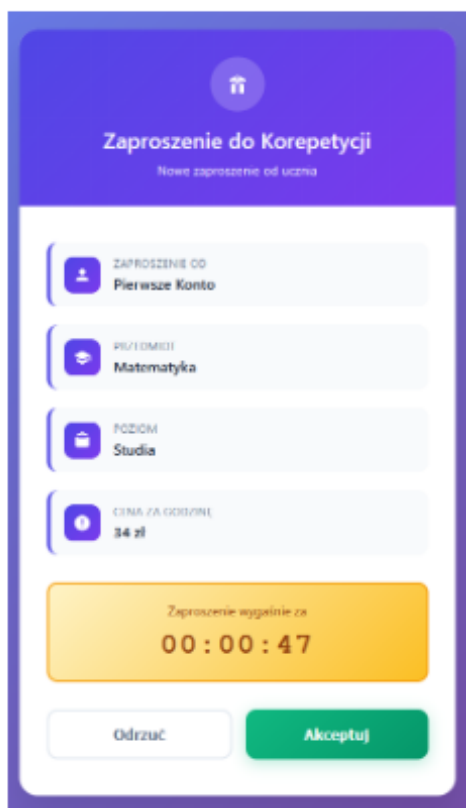 Zaproszenie do Korepetycji
Nowe zaproszenie od ucznia
ZAPROSZENIE OD
Pierwsze Konto
PRZEDMIOT
Matematyka
POZIOM
Studia
CENA ZA GODZINĘ
34 zł
Zaproszenie wygaśnie za
00:00:47
Odrzuć
Akceptuj